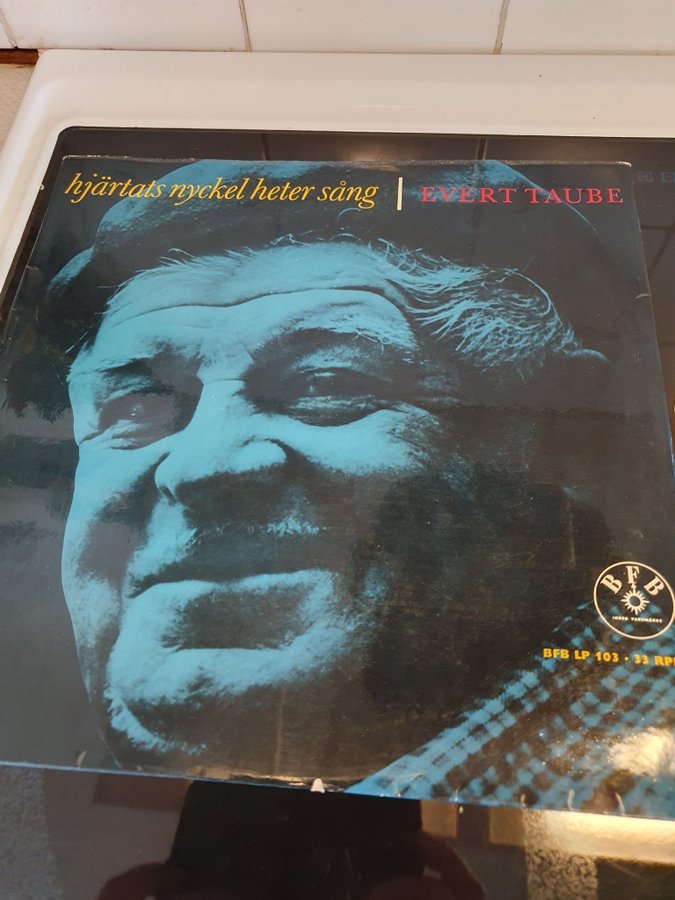 hjärtats nyckel heter sång | EVERT TAUBE
BFB
BFB LP 103 · 33 RPM